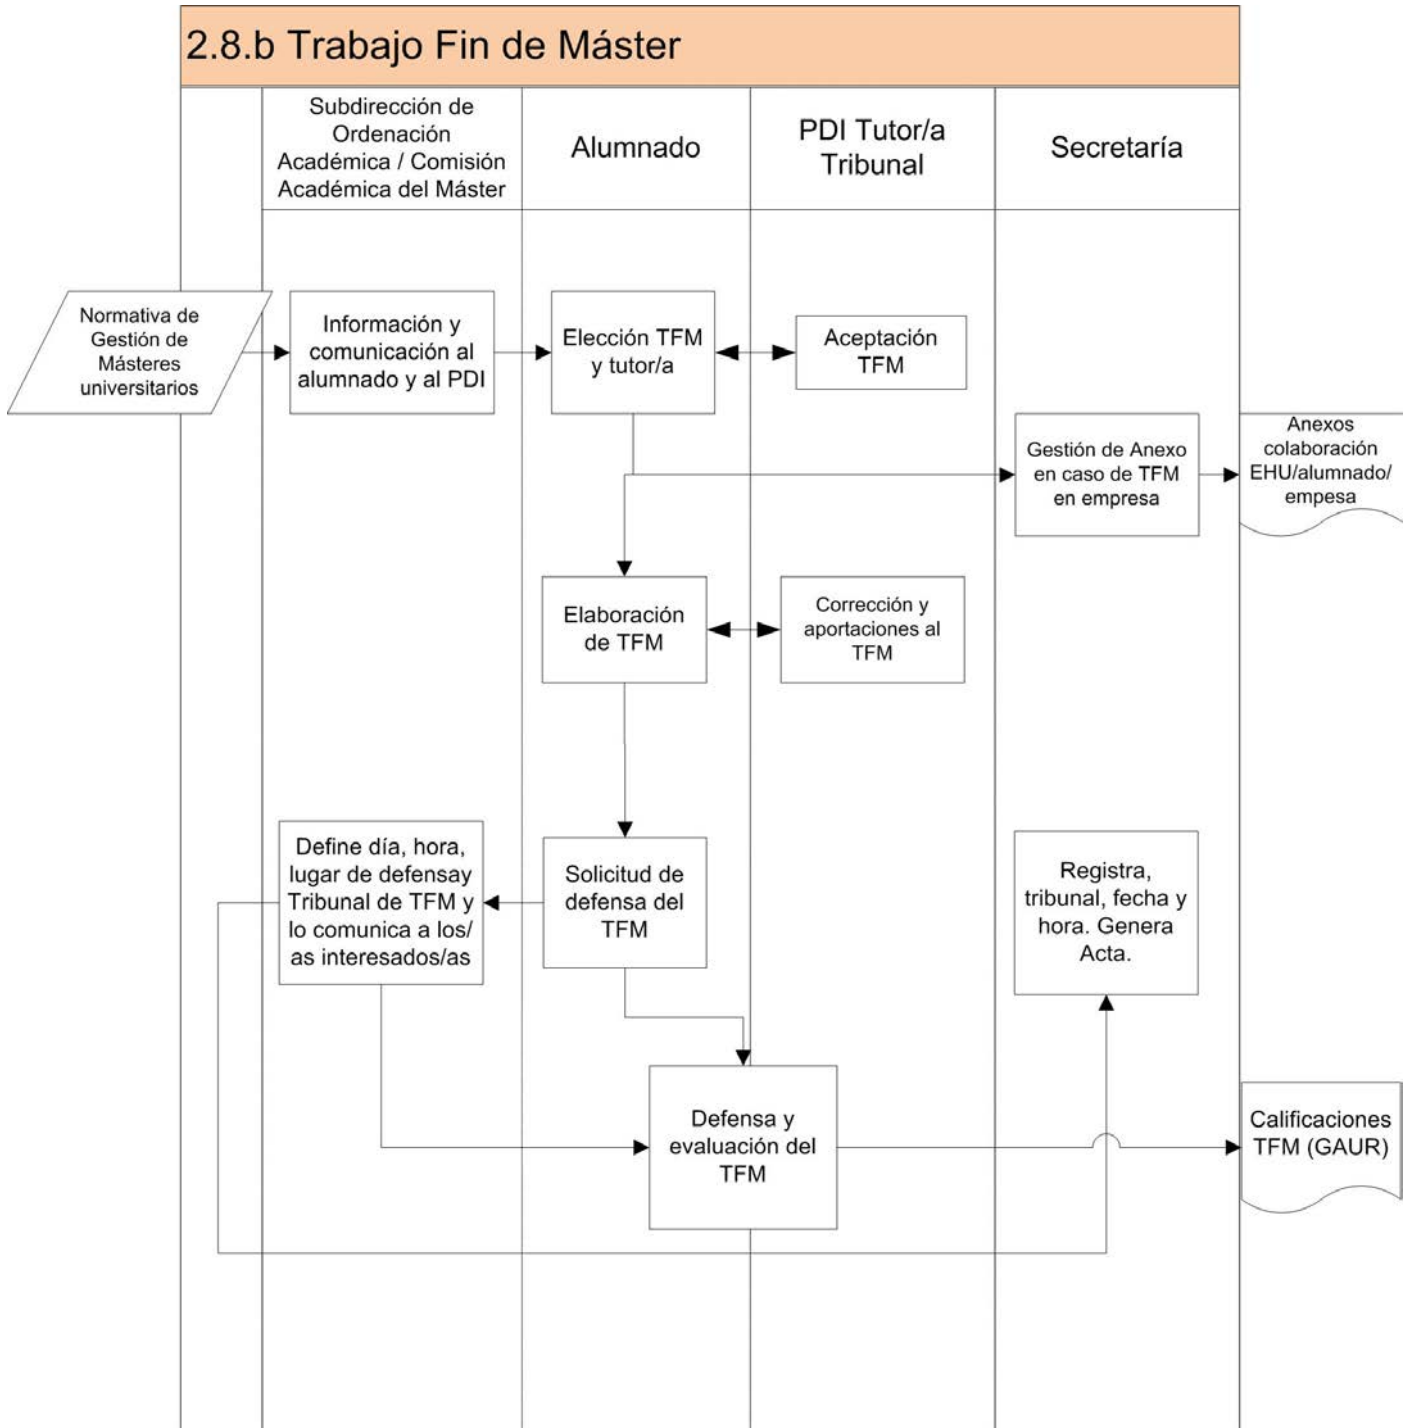 2.8.b Trabajo Fin de Máster
Subdirección de
Ordenación
Académica / Comisión
Académica del Máster
Alumnado
PDI Tutor/a
Tribunal
Secretaría
Normativa de
Gestión de
Másteres
universitarios
Información y
comunicación al
alumnado y al PDI
Elección TFM
y tutor/a
Aceptación
TFM
Gestión de Anexo
en caso de TFM
en empresa
Anexos
colaboración
EHU/alumnado/
empesa
Elaboración
de TFM
Corrección y
aportaciones al
TFM
Define día, hora,
lugar de defensay
Tribunal de TFM y
lo comunica a los/
as interesados/as
Solicitud de
defensa del
TFM
Registra,
tribunal, fecha y
hora. Genera
Acta.
Defensa y
evaluación del
TFM
Calificaciones
TFM (GAUR)